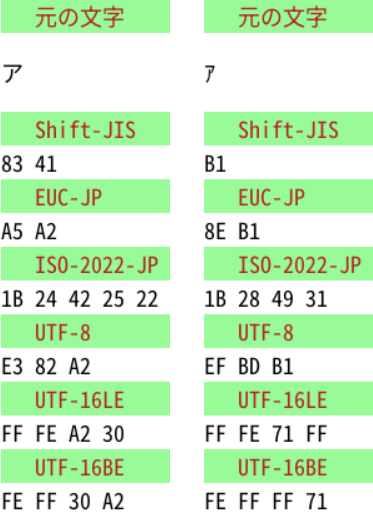 元の文字 元の文字
ア ｱ
Shift-JIS Shift-JIS
83 41 B1
EUC-JP EUC-JP
A5 A2 8E B1
ISO-2022-JP ISO-2022-JP
1B 24 42 25 22 1B 28 49 31
UTF-8 UTF-8
E3 82 A2 EF BD B1
UTF-16LE UTF-16LE
FF FE A2 30 FF FE 71 FF
UTF-16BE UTF-16BE
FE FF 30 A2 FE FF FF 71